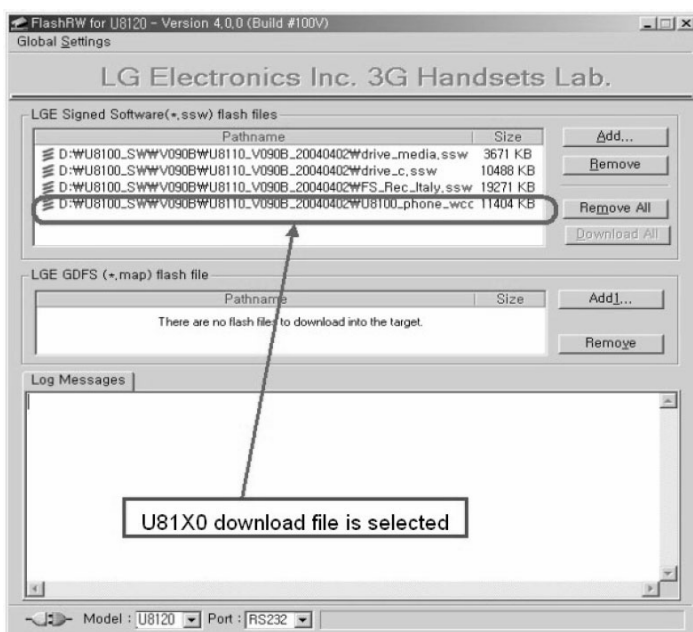 FlashRW for U8120 - Version 4,0,0 (Build #100V)
Global Settings
LG Electronics Inc. 3G Handsets Lab.
LGE Signed Software(*,ssw) flash files
Pathname Size
D:₩U8100_SW₩V090B₩U8110_V090B_20040402₩drive_media,ssw 3671 KB
D:₩U8100_SW₩V090B₩U8110_V090B_20040402₩drive_c,ssw 10488 KB
D:₩U8100_SW₩V090B₩U8110_V090B_20040402₩FS_Rec_Italy,ssw 19271 KB
D:₩U8100_SW₩V090B₩U8110_V090B_20040402₩U8100_phone_wcc 11404 KB
Add...
Remove
Remove All
Download All
LGE GDFS (*,map) flash file
Pathname Size
There are no flash files to download into the target.
Add1...
Remove
Log Messages
U81X0 download file is selected
Model : U8120 Port : RS232